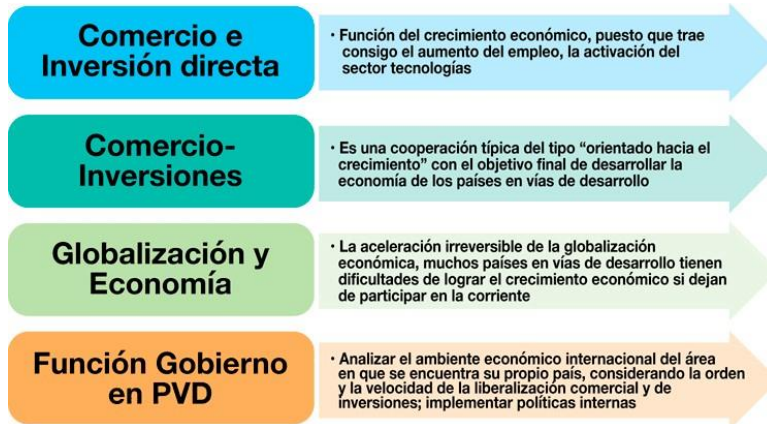 Comercio e
Inversión directa
· Función del crecimiento económico, puesto que trae
consigo el aumento del empleo, la activación del
sector tecnologías
Comercio-
Inversiones
· Es una cooperación típica del tipo “orientado hacia el
crecimiento” con el objetivo final de desarrollar la
economía de los países en vías de desarrollo
Globalización y
Economía
· La aceleración irreversible de la globalización
económica, muchos países en vías de desarrollo tienen
dificultades de lograr el crecimiento económico si dejan
de participar en la corriente
Función Gobierno
en PVD
· Analizar el ambiente económico internacional del área
en que se encuentra su propio país, considerando la orden
y la velocidad de la liberalización comercial y de
inversiones; implementar políticas internas